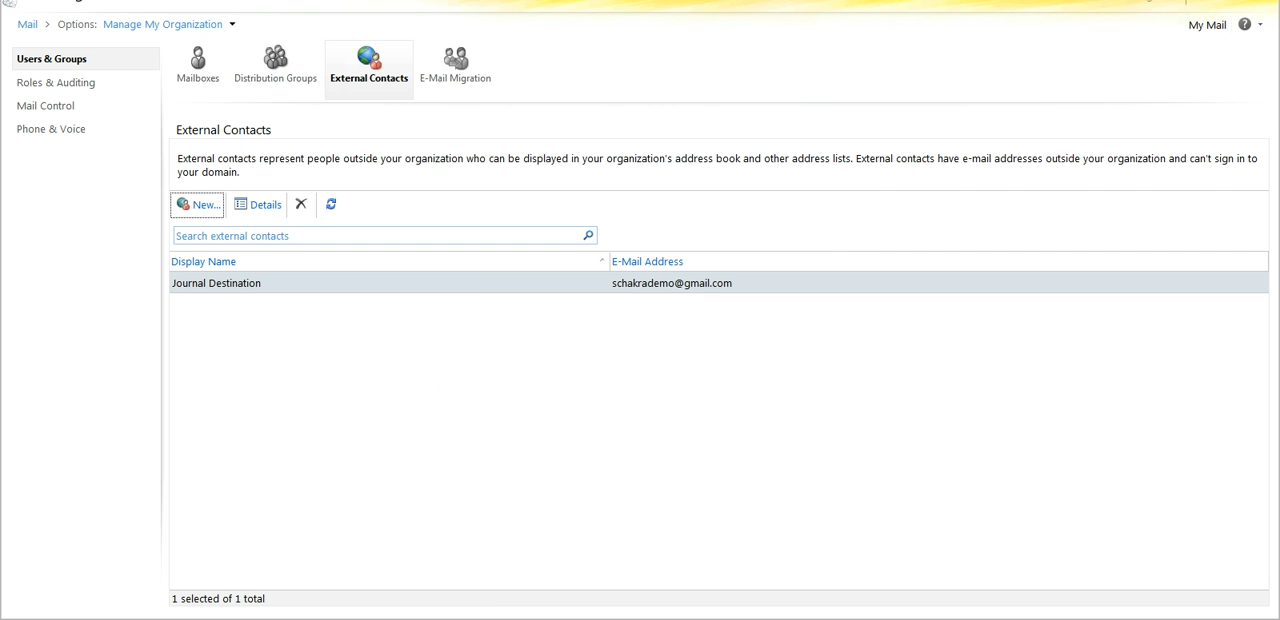 Mail > Options: Manage My Organization
My Mail
Users & Groups
Roles & Auditing
Mail Control
Phone & Voice
Mailboxes
Distribution Groups
External Contacts
E-Mail Migration
External Contacts
External contacts represent people outside your organization who can be displayed in your organization's address book and other address lists. External contacts have e-mail addresses outside your organization and can't sign in to
your domain.
New... Details
Search external contacts
Display Name E-Mail Address
Journal Destination schakrademo@gmail.com
1 selected of 1 total